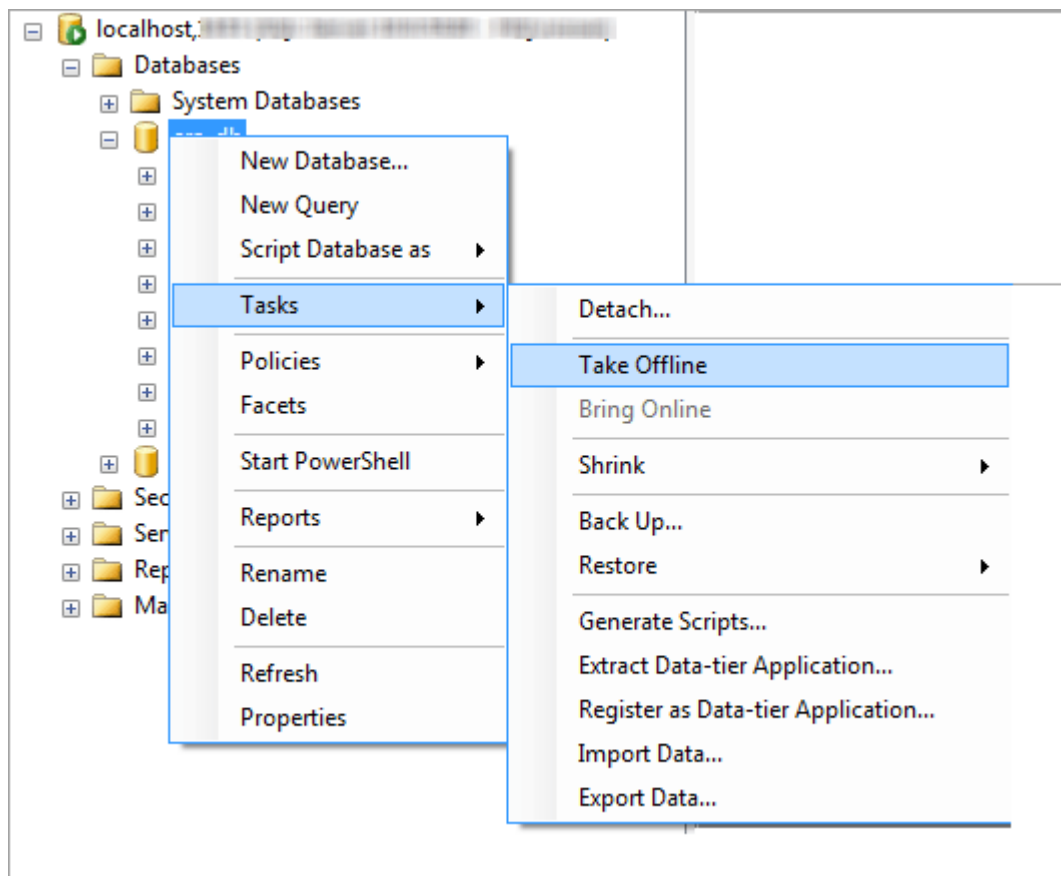 localhost,
Databases
System Databases
New Database...
New Query
Script Database as
Tasks
Policies
Facets
Start PowerShell
Reports
Rename
Delete
Refresh
Properties
Sec
Ser
Rep
Ma
Detach...
Take Offline
Bring Online
Shrink
Back Up...
Restore
Generate Scripts...
Extract Data-tier Application...
Register as Data-tier Application...
Import Data...
Export Data...